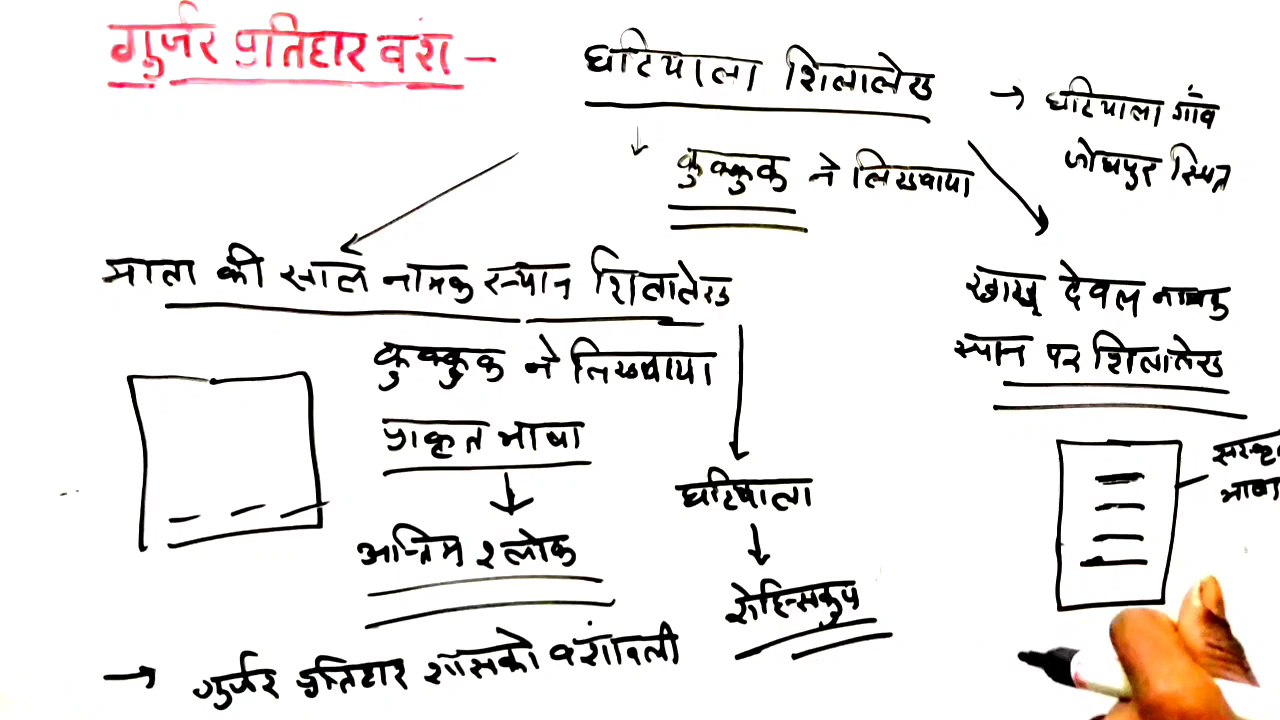 गुर्जर प्रतिहार वंश -
घटियाला शिलालेख
→ घटियाला गाँव
जोधपुर स्थित
कुक्कुक ने लिखवाया
माता की साल नामक स्थान शिलालेख
खाखू देवल नामक
स्थान पर शिलालेख
कुक्कुक ने लिखवाया
प्राकृत भाषा
संस्कृत
भाषा
घटियाला
अन्तिम श्लोक
रोहिन्सकुप
→ गुर्जर प्रतिहार शासको वंशावली